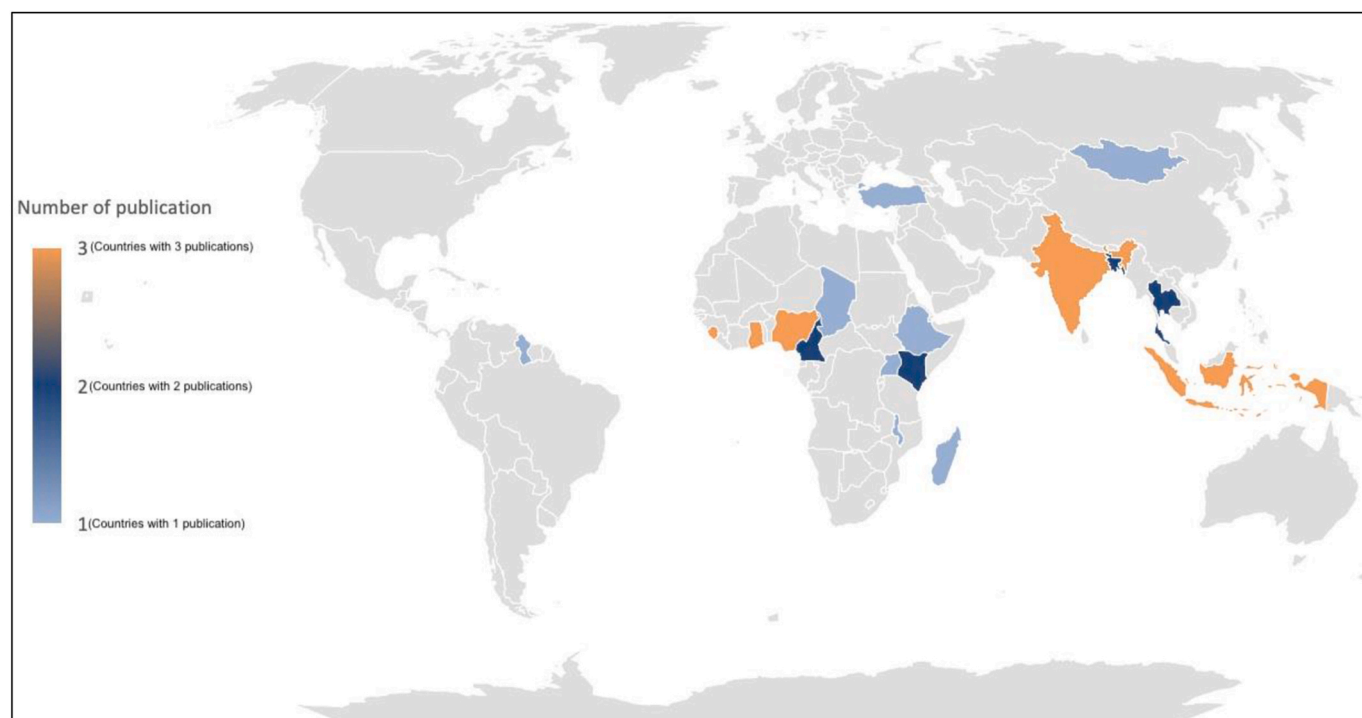 Number of publication
3 (Countries with 3 publications)
2 (Countries with 2 publications)
1 (Countries with 1 publication)